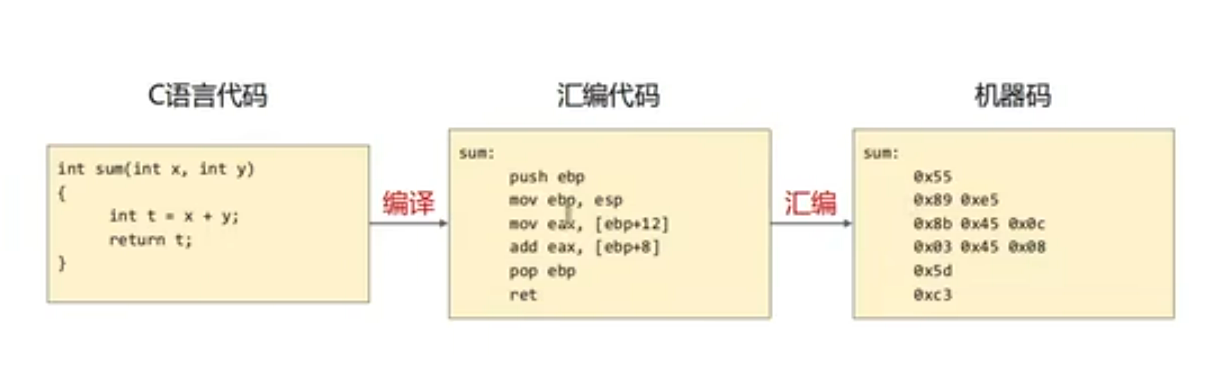 C语言代码
int sum(int x, int y)
{
int t = x + y;
return t;
}
编译
汇编代码
sum:
push ebp
mov ebp, esp
mov eax, [ebp+12]
add eax, [ebp+8]
pop ebp
ret
汇编
机器码
sum:
0x55
0x89 0xe5
0x8b 0x45 0x0c
0x03 0x45 0x08
0x5d
0xc3